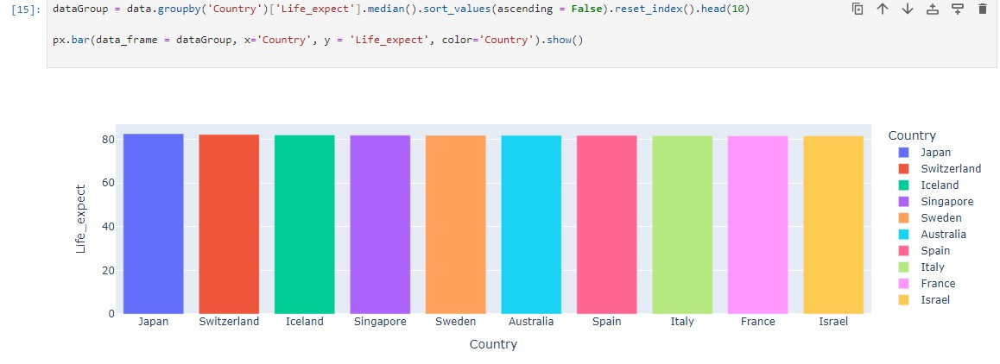 [15]: dataGroup = data.groupby('Country')['Life_expect'].median().sort_values(ascending = False).reset_index().head(10)
px.bar(data_frame = dataGroup, x='Country', y = 'Life_expect', color='Country').show()
80
60
40
20
0
Life_expect
Japan Switzerland Iceland Singapore Sweden Australia Spain Italy France Israel
Country
Country
Japan
Switzerland
Iceland
Singapore
Sweden
Australia
Spain
Italy
France
Israel